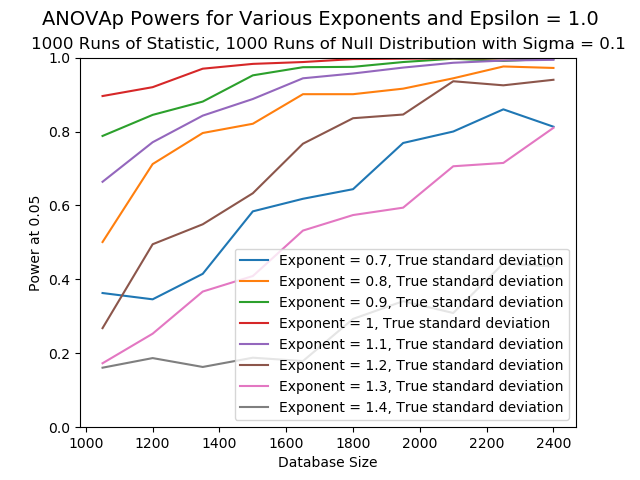 ANOVAp Powers for Various Exponents and Epsilon = 1.0
1000 Runs of Statistic, 1000 Runs of Null Distribution with Sigma = 0.1
1.0
0.8
0.6
0.4
0.2
0.0
Power at 0.05
Exponent = 0.7, True standard deviation
Exponent = 0.8, True standard deviation
Exponent = 0.9, True standard deviation
Exponent = 1, True standard deviation
Exponent = 1.1, True standard deviation
Exponent = 1.2, True standard deviation
Exponent = 1.3, True standard deviation
Exponent = 1.4, True standard deviation
1000 1200 1400 1600 1800 2000 2200 2400
Database Size